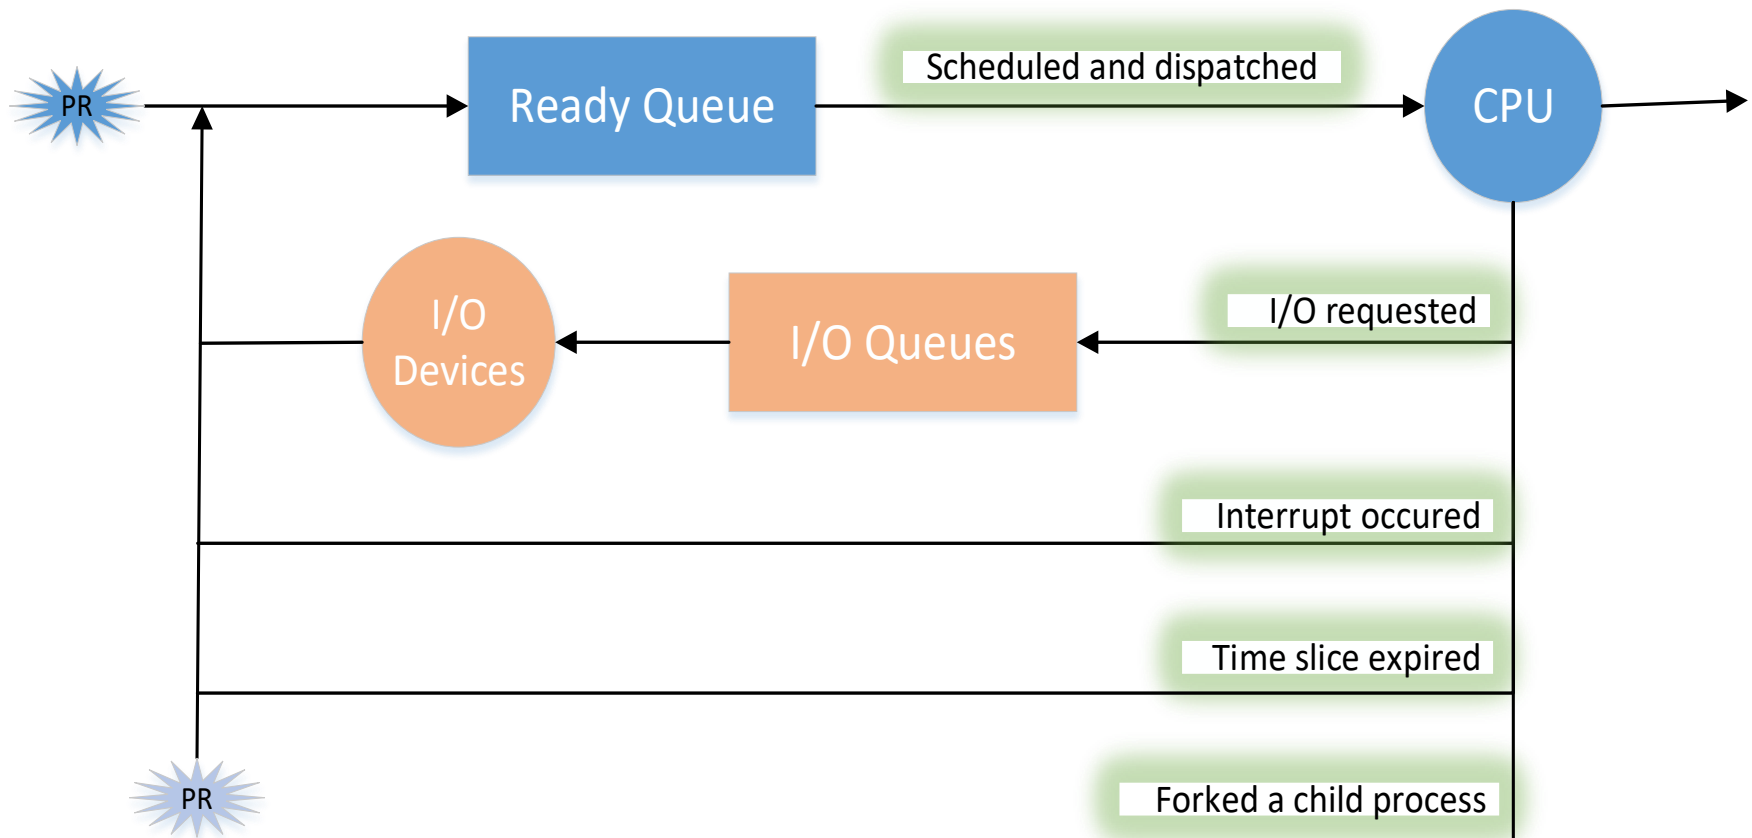 PR
Ready Queue
Scheduled and dispatched
CPU
I/O
Devices
I/O Queues
I/O requested
Interrupt occured
Time slice expired
PR
Forked a child process